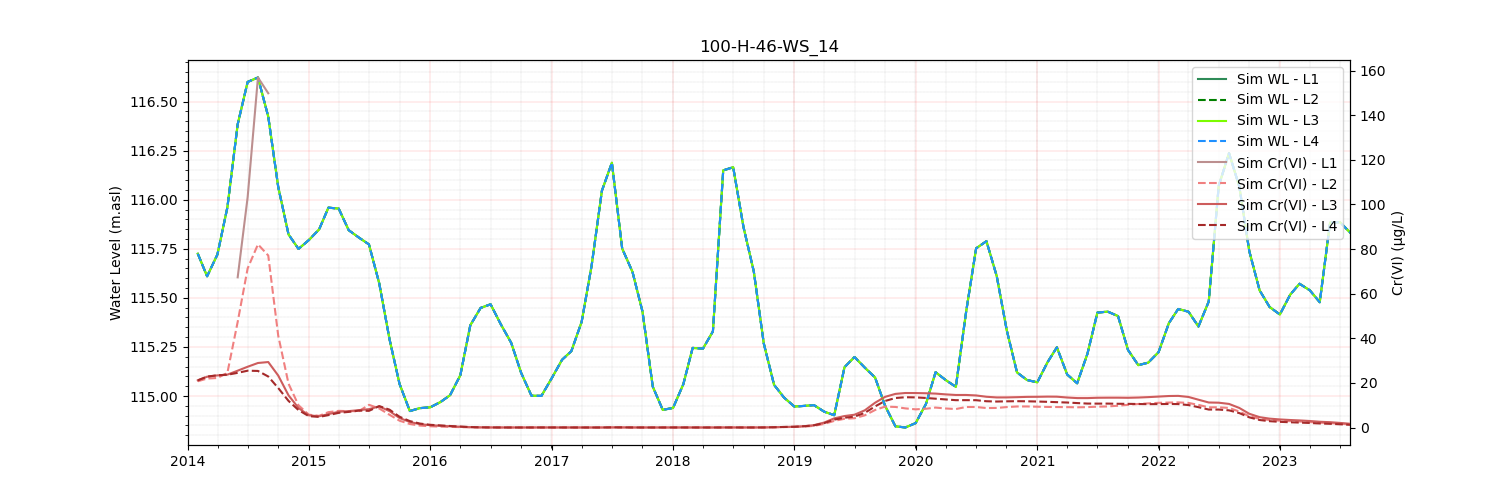 100-H-46-WS_14
Water Level (m.asl)
116.50
116.25
116.00
115.75
115.50
115.25
115.00
Sim WL - L1
Sim WL - L2
Sim WL - L3
Sim WL - L4
Sim Cr(VI) - L1
Sim Cr(VI) - L2
Sim Cr(VI) - L3
Sim Cr(VI) - L4
160
140
120
100
80
60
40
20
0
Cr(VI) (μg/L)
2014 2015 2016 2017 2018 2019 2020 2021 2022 2023